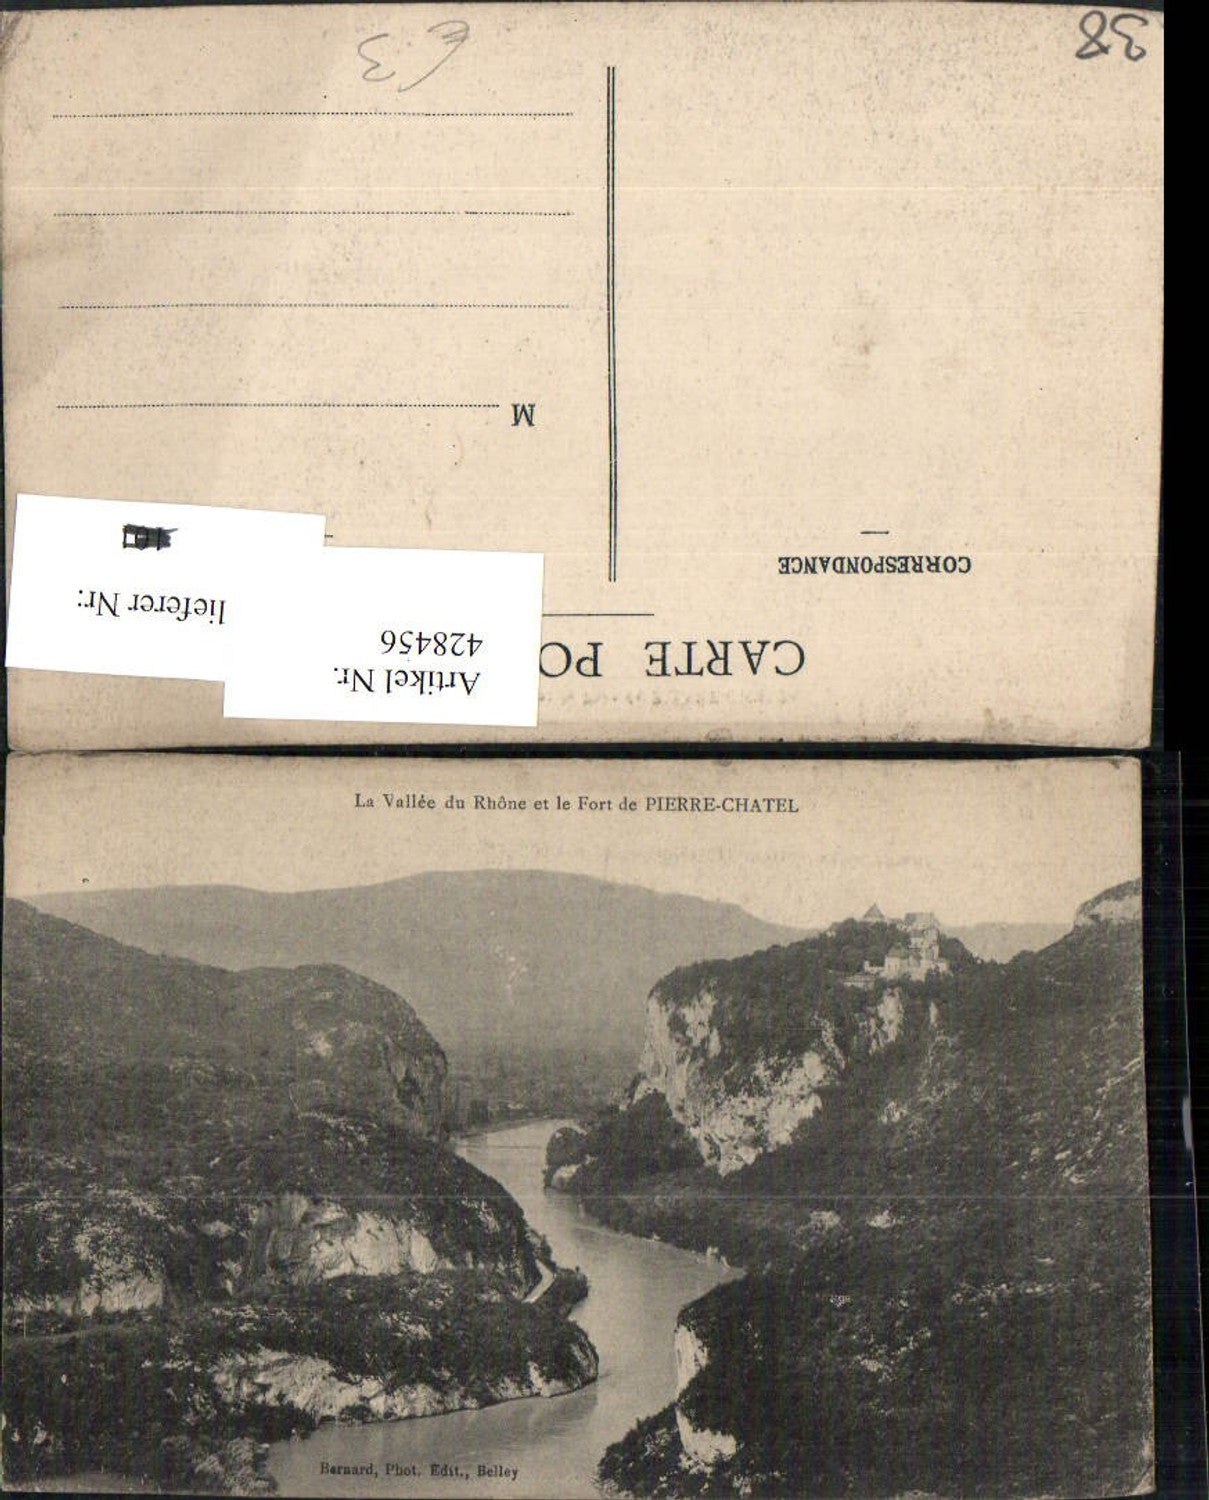 38
€3
M
CORRESPONDANCE
CARTE PO
Artikel Nr.
428456
lieferer Nr:
La Vallée du Rhône et le Fort de PIERRE-CHATEL
Bernard, Phot. Edit., Belley